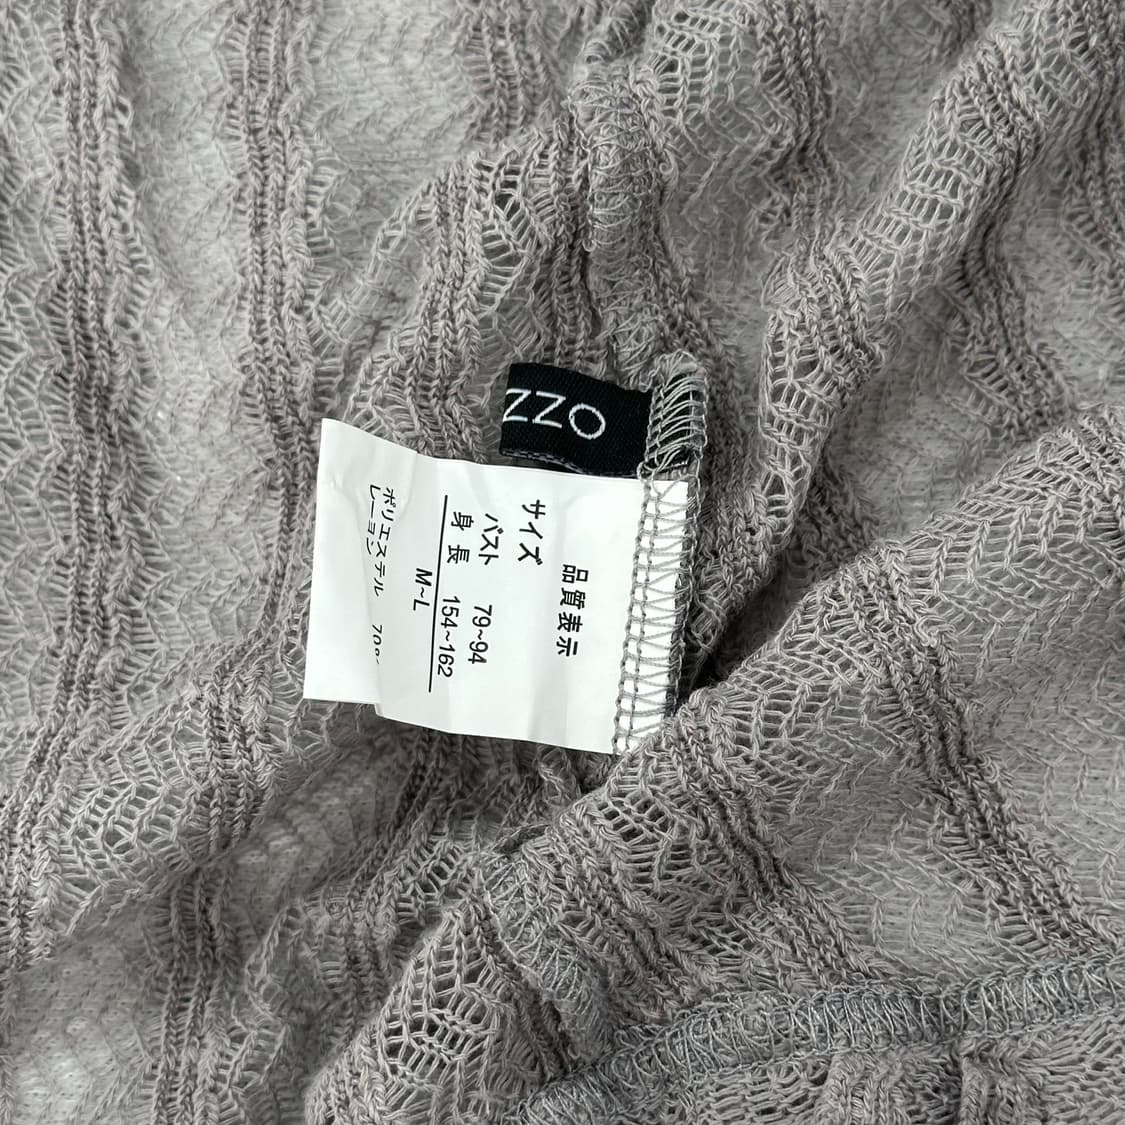 ONN
品質表示
サイズ
バスト 79~94
身長 154~162
M~L
ポリエステル
レーヨン